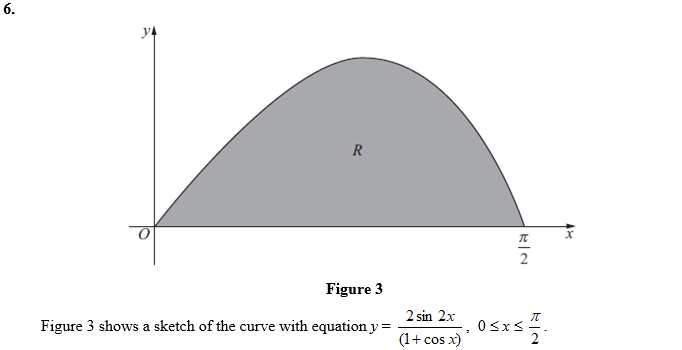 6.
y
R
O
π/2
x
Figure 3
Figure 3 shows a sketch of the curve with equation y = 2 sin 2x/(1+ cos x), 0 ≤ x ≤ π/2.